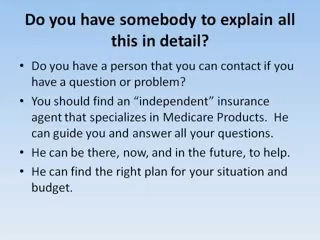 Do you have somebody to explain all
this in detail?
• Do you have a person that you can contact if you
have a question or problem?
• You should find an “independent” insurance
agent that specializes in Medicare Products.  He
can guide you and answer all your questions.
• He can be there, now, and in the future, to help.
• He can find the right plan for your situation and
budget.